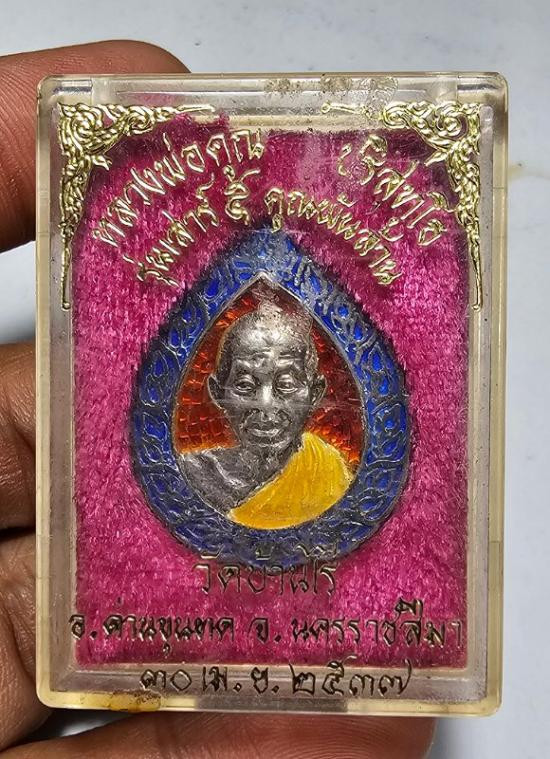 หลวงพ่อคูณ ปริสุทฺโธ
รุ่นเสาร์ ๕ คูณพันล้าน
วัดบ้านไร่
อ.ด่านขุนทด จ.นครราชสีมา
๓๐ เม.ย. ๒๕๓๗